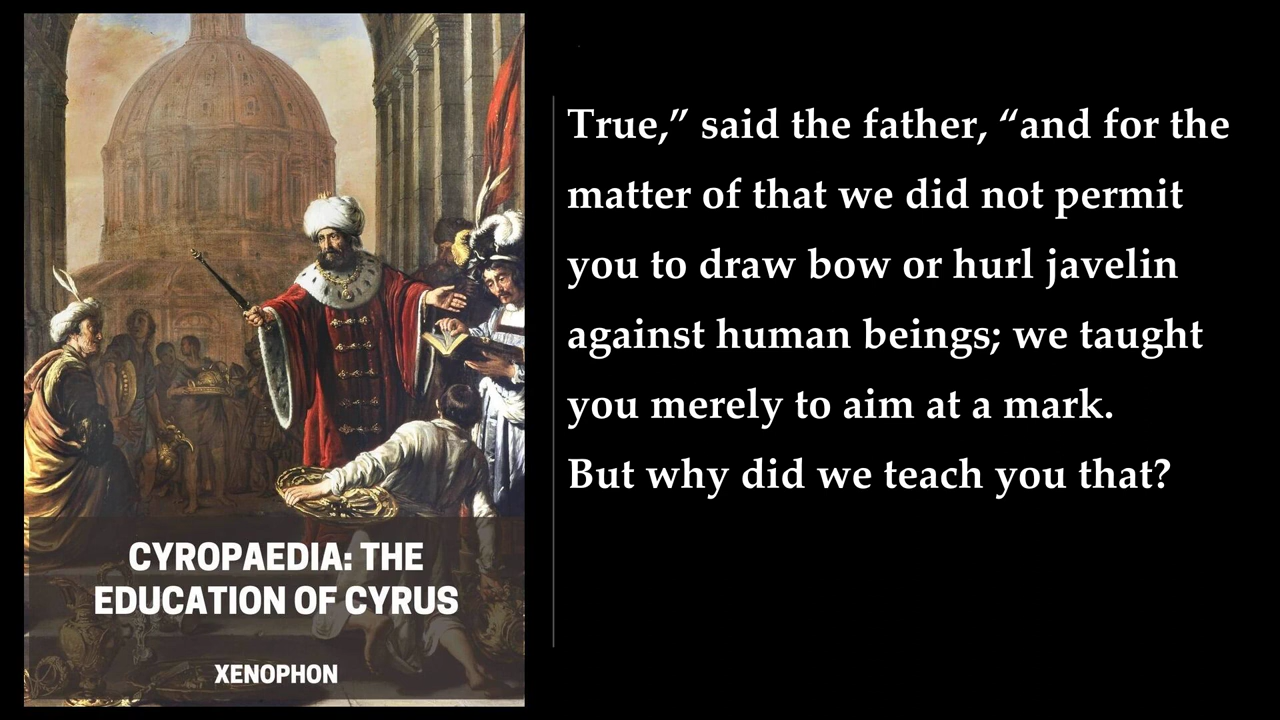 CYROPAEDIA: THE
EDUCATION OF CYRUS
XENOPHON
True,” said the father, “and for the
matter of that we did not permit
you to draw bow or hurl javelin
against human beings; we taught
you merely to aim at a mark.
But why did we teach you that?